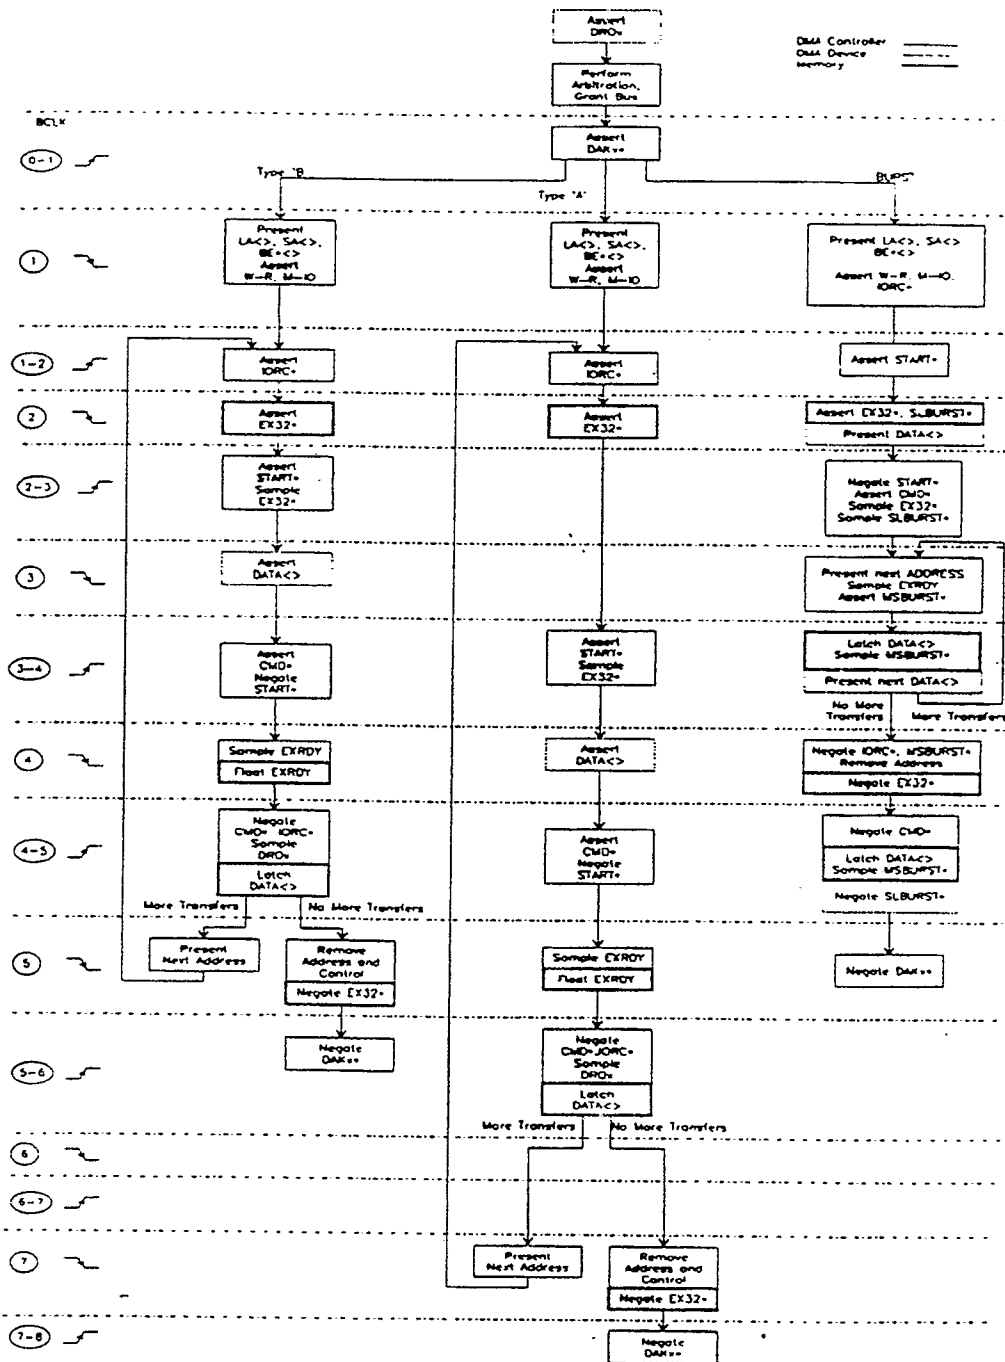 Assert
DRQ*
DMA Controller
DMA Device
Memory
Perform
Arbitration,
Grant Bus
BCLK
0-1
Assert
DAK*
Type "B
Type "A"
BURST
1
Present
LA<>, SA<>,
BE*<>
Assert
W-R, M-IO
Present
LA<>, SA<>,
BE*<>
Assert
W-R, M-IO
Present LA<>, SA<>
BE*<>
Assert W-R, M-IO,
IORC*
1-2
Assert
IORC*
Assert
IORC*
Assert START*
2
Assert
EX32*
Assert
EX32*
Assert EX32*, SLBURST*
Present DATA<>
2-3
Assert
START*
Sample
EX32*
Negate START*
Assert CMD*
Sample EX32*
Sample SLBURST*
3
Assert
DATA<>
Present next ADDRESS
Sample EXRDY
Assert MSBURST*
3-4
Assert
CMD*
Negate
START*
Assert
START*
Sample
EX32*
Latch DATA<>
Sample MSBURST*
Present next DATA<>
No More
Transfers
More Transfers
4
Sample EXRDY
Float EXRDY
Assert
DATA<>
Negate IORC*, MSBURST*
Remove Address
Negate EX32*
4-5
Negate
CMD* IORC*
Sample
DRQ*
Latch
DATA<>
Assert
CMD*
Negate
START*
Negate CMD*
Latch DATA<>
Sample MSBURST*
Negate SLBURST*
More Transfers
No More Transfers
5
Present
Next Address
Remove
Address and
Control
Negate EX32*
Sample EXRDY
Float EXRDY
Negate DAK*
5-6
Negate
DAK*
Negate
CMD* IORC*
Sample
DRQ*
Latch
DATA<>
More Transfers
No More Transfers
6
6-7
7
Present
Next Address
Remove
Address and
Control
Negate EX32*
7-8
Negate
DAK*